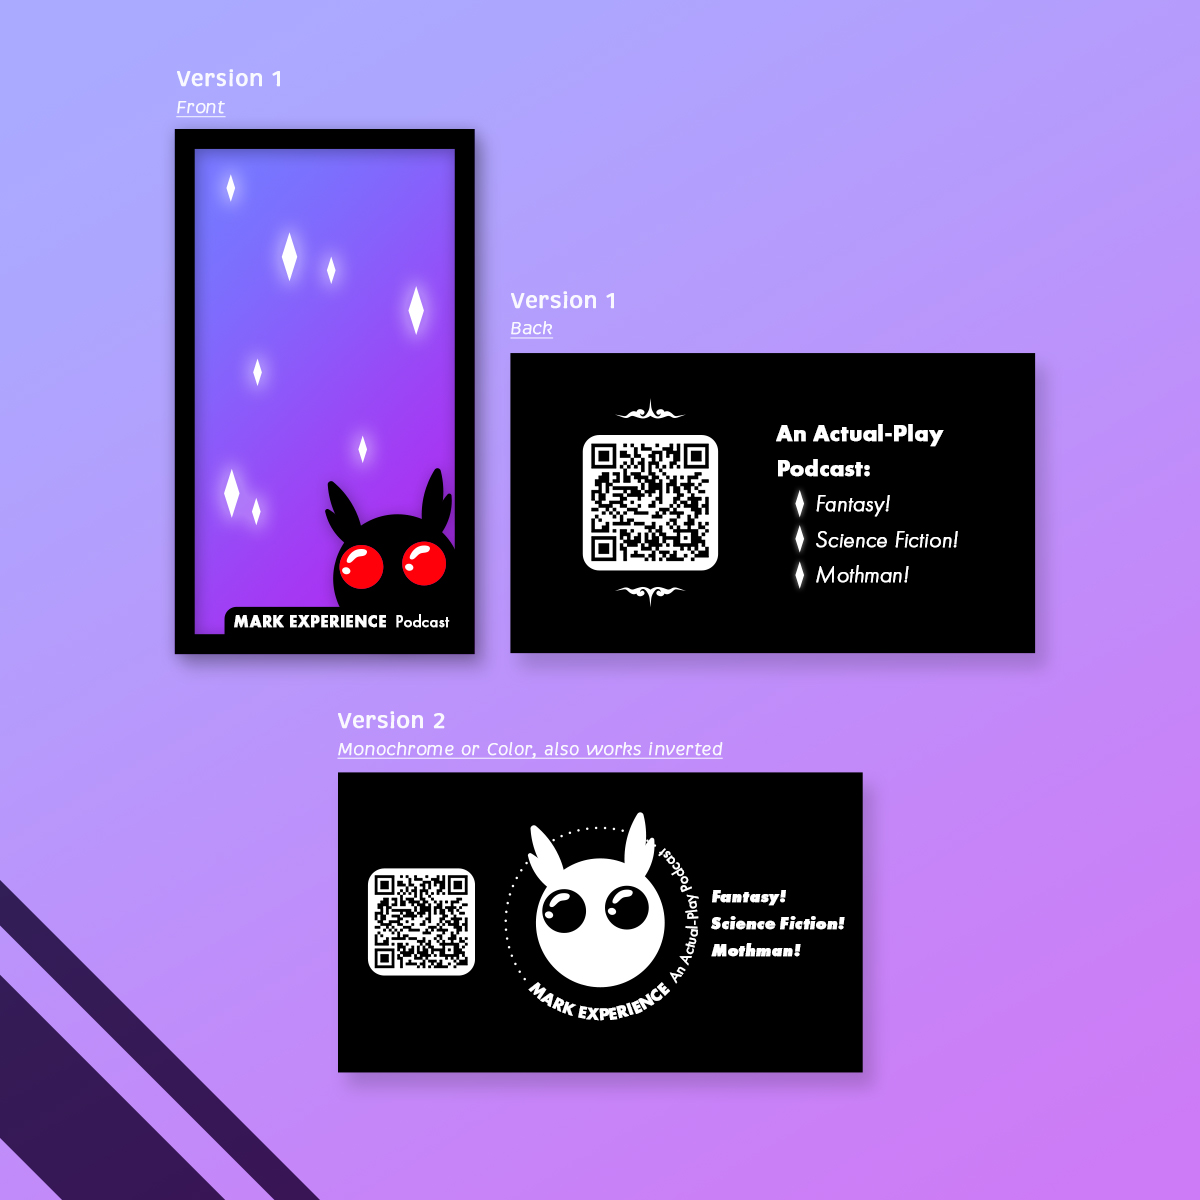 Version 1
Front
MARK EXPERIENCE Podcast
Version 1
Back
An Actual-Play
Podcast:
Fantasy!
Science Fiction!
Mothman!
Version 2
Monochrome or Color, also works inverted
MARK EXPERIENCE An Actual-Play Podcast
Fantasy!
Science Fiction!
Mothman!